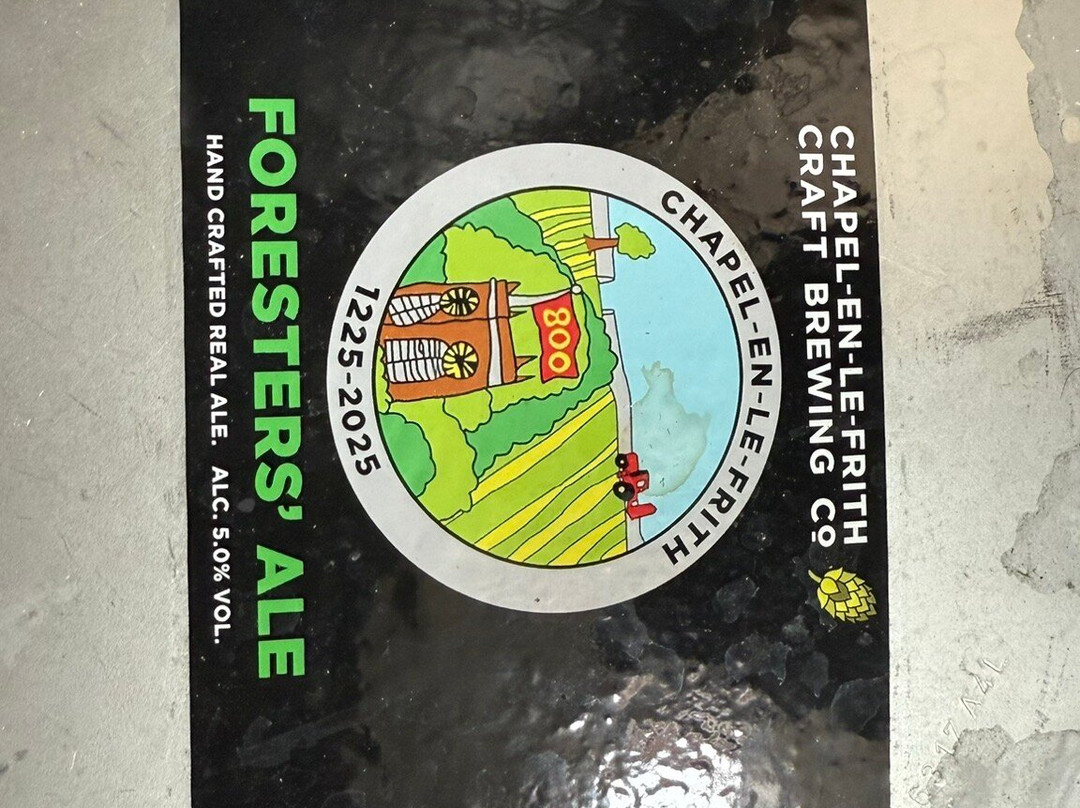 CHAPEL-EN-LE-FRITH
CRAFT BREWING CO
CHAPEL-EN-LE-FRITH
800
1225-2025
FORESTERS' ALE
HAND CRAFTED REAL ALE. ALC. 5.0% VOL.